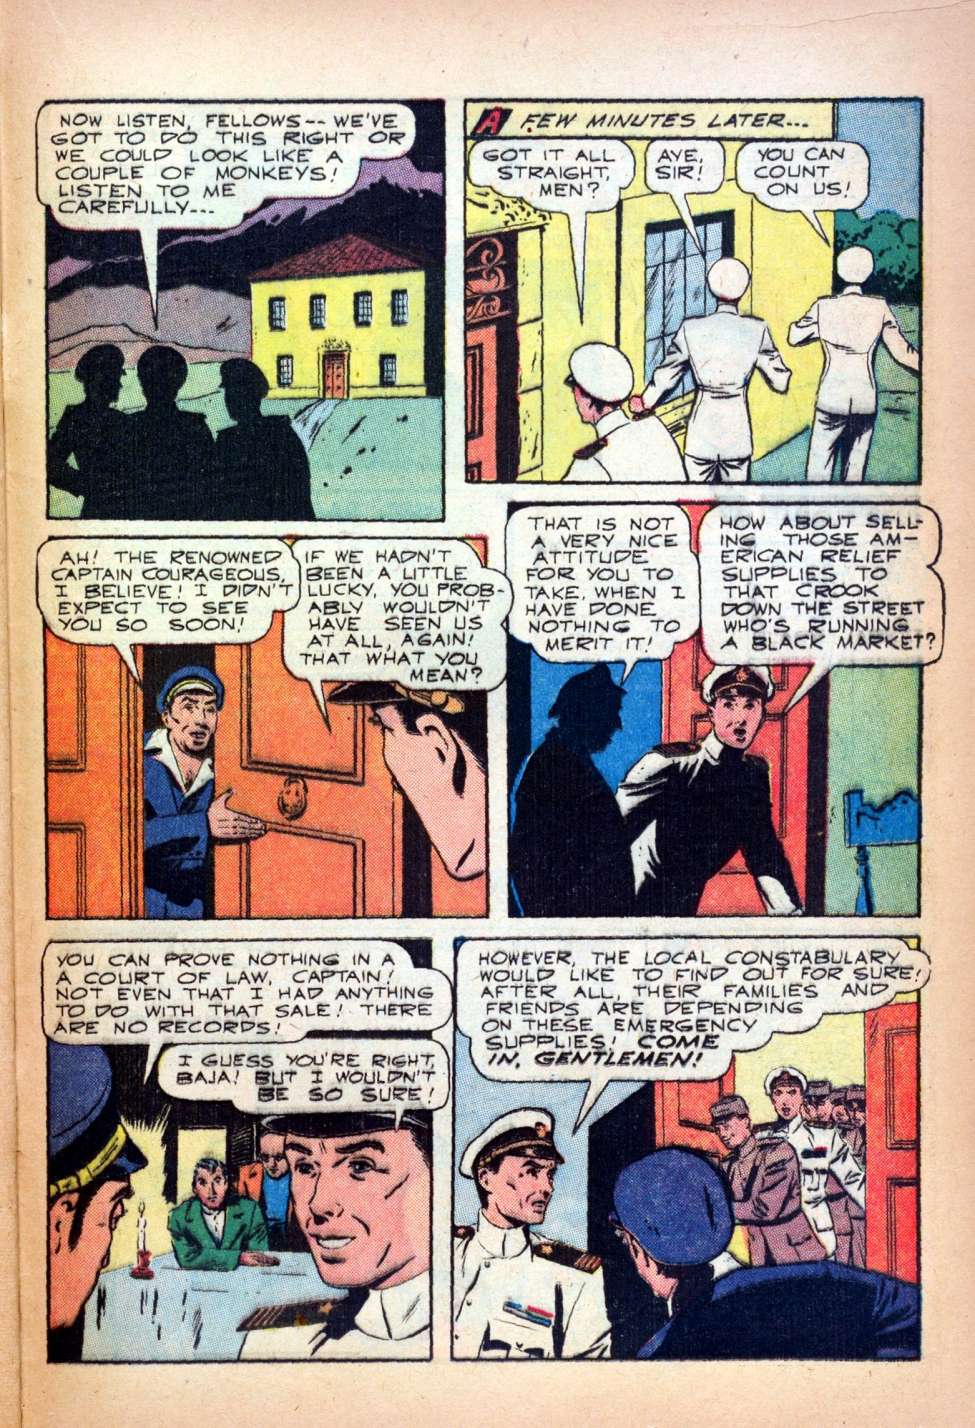 NOW LISTEN, FELLOWS-- WE'VE
GOT TO DO THIS RIGHT OR
WE COULD LOOK LIKE A
COUPLE OF MONKEYS!
LISTEN TO ME
CAREFULLY...
A FEW MINUTES LATER...
GOT IT ALL
STRAIGHT,
MEN?
AYE,
SIR!
YOU CAN
COUNT
ON US!
AH! THE RENOWNED
CAPTAIN COURAGEOUS,
I BELIEVE! I DIDN'T
EXPECT TO SEE
YOU SO SOON!
IF WE HADN'T
BEEN A LITTLE
LUCKY, YOU PROB-
ABLY WOULDN'T
HAVE SEEN US
AT ALL, AGAIN!
THAT WHAT YOU
MEAN?
THAT IS NOT
A VERY NICE
ATTITUDE
FOR YOU TO
TAKE, WHEN I
HAVE DONE
NOTHING TO
MERIT IT!
HOW ABOUT SELL-
ING THOSE AM-
ERICAN RELIEF
SUPPLIES TO
THAT CROOK
DOWN THE STREET
WHO'S RUNNING
A BLACK MARKET?
YOU CAN PROVE NOTHING IN A
A COURT OF LAW, CAPTAIN!
NOT EVEN THAT I HAD ANYTHING
TO DO WITH THAT SALE! THERE
ARE NO RECORDS!
I GUESS YOU'RE RIGHT,
BAJA! BUT I WOULDN'T
BE SO SURE!
HOWEVER, THE LOCAL CONSTABULARY
WOULD LIKE TO FIND OUT FOR SURE!
AFTER ALL, THEIR FAMILIES AND
FRIENDS ARE DEPENDING
ON THESE EMERGENCY
SUPPLIES! COME
IN, GENTLEMEN!